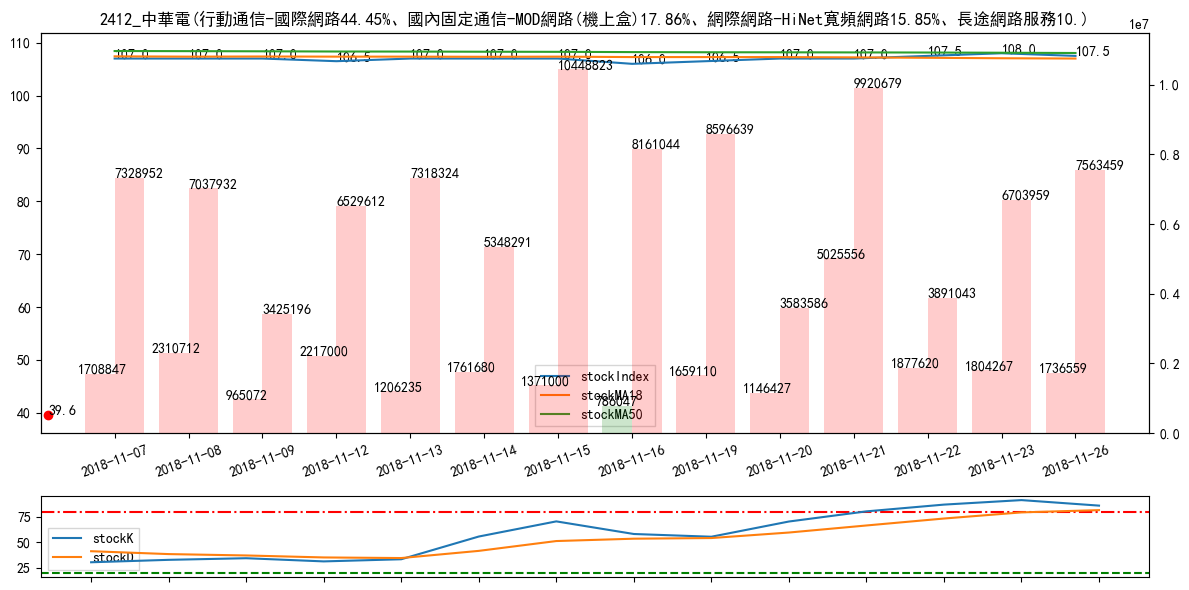 2412_中華電(行動通信-國際網路44.45%、國內固定通信-MOD網路(機上盒)17.86%、網際網路-HiNet寬頻網路15.85%、長途網路服務10.)
1e7
110
100
90
80
70
60
50
40
1.0
0.8
0.6
0.4
0.2
0.0
107.0 107.0 107.0 106.5 107.0 107.0 107.0 106.0 106.5 107.0 107.0 107.5 108.0 107.5
1708847 7328952 2310712 7037932 965072 3425196 2217000 6529612 1206235 7318324 1761680 5348291 1371000 10448823 786047 8161044 1659110 8596639 1146427 3583586 5025556 9920679 1877620 3891043 1804267 6703959 1736559 7563459
39.6
stockIndex
stockMA18
stockMA50
2018-11-07 2018-11-08 2018-11-09 2018-11-12 2018-11-13 2018-11-14 2018-11-15 2018-11-16 2018-11-19 2018-11-20 2018-11-21 2018-11-22 2018-11-23 2018-11-26
75
50
25
stockK
stockD